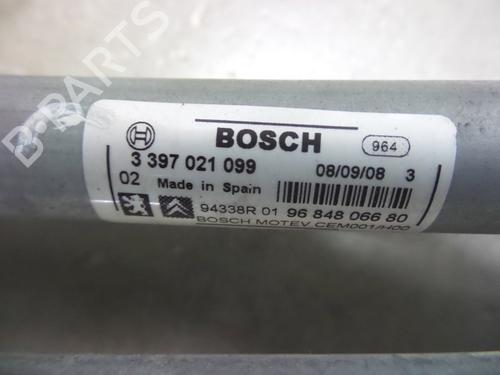 B-PARTS
BOSCH 964
3 397 021 099 08/09/08 3
02 Made in Spain
94338R 01 96 848 066 80
BOSCH MOTEV CEM001/H00